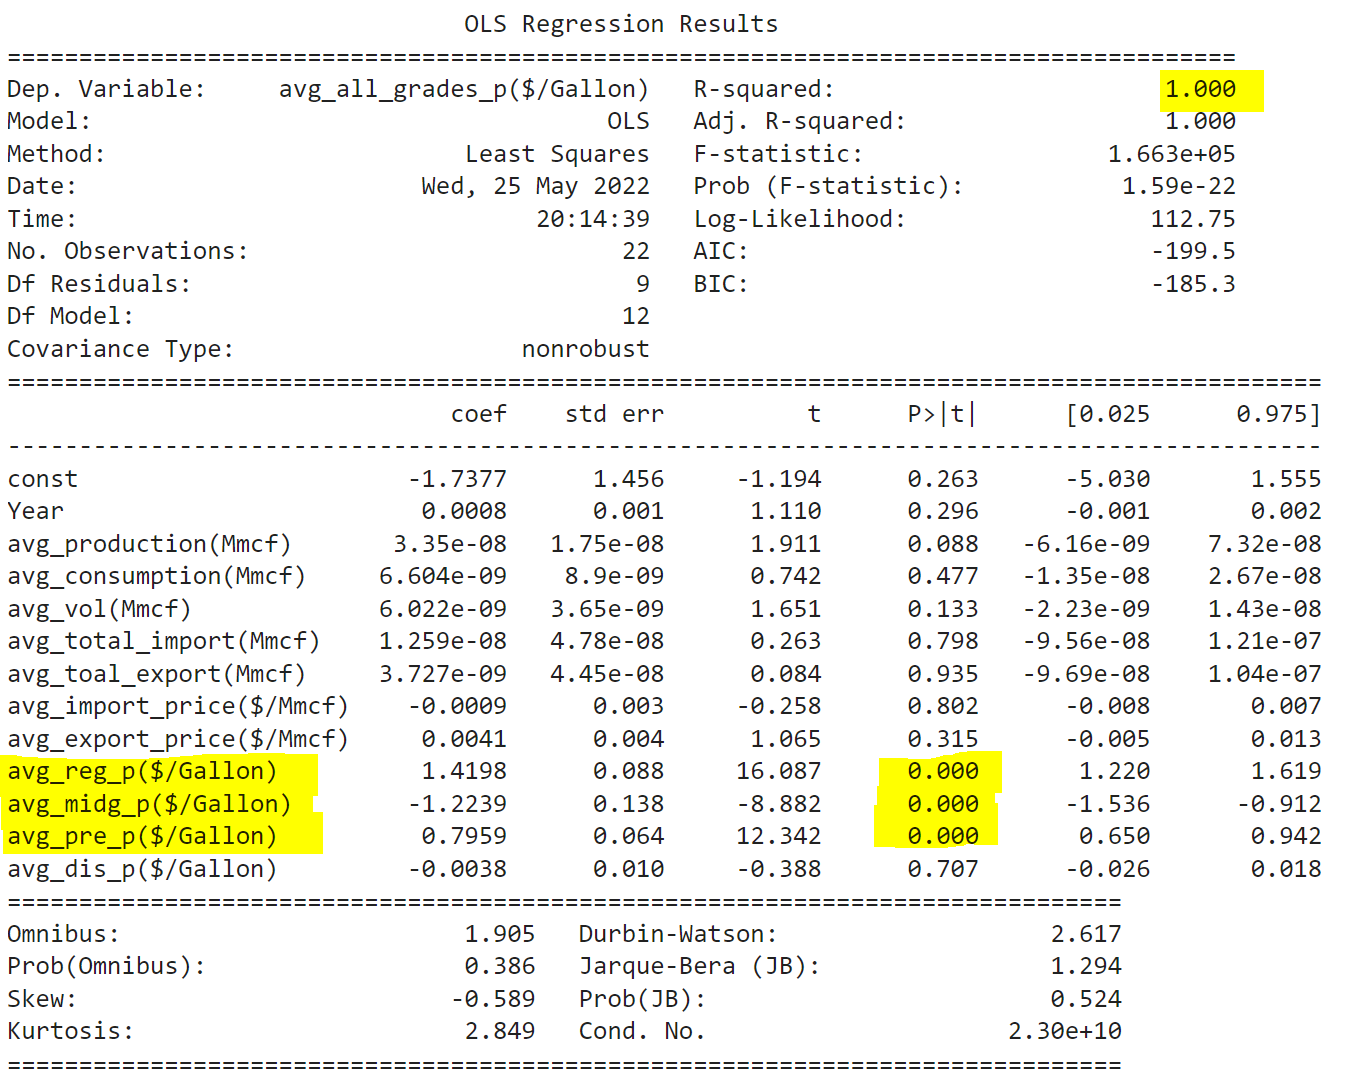 OLS Regression Results
==============================================================================
Dep. Variable: avg_all_grades_p($/Gallon) R-squared: 1.000
Model: OLS Adj. R-squared: 1.000
Method: Least Squares F-statistic: 1.663e+05
Date: Wed, 25 May 2022 Prob (F-statistic): 1.59e-22
Time: 20:14:39 Log-Likelihood: 112.75
No. Observations: 22 AIC: -199.5
Df Residuals: 9 BIC: -185.3
Df Model: 12
Covariance Type: nonrobust
==============================================================================
coef std err t P>|t| [0.025 0.975]
------------------------------------------------------------------------------
const -1.7377 1.456 -1.194 0.263 -5.030 1.555
Year 0.0008 0.001 1.110 0.296 -0.001 0.002
avg_production(Mmcf) 3.35e-08 1.75e-08 1.911 0.088 -6.16e-09 7.32e-08
avg_consumption(Mmcf) 6.604e-09 8.9e-09 0.742 0.477 -1.35e-08 2.67e-08
avg_vol(Mmcf) 6.022e-09 3.65e-09 1.651 0.133 -2.23e-09 1.43e-08
avg_total_import(Mmcf) 1.259e-08 4.78e-08 0.263 0.798 -9.56e-08 1.21e-07
avg_toal_export(Mmcf) 3.727e-09 4.45e-08 0.084 0.935 -9.69e-08 1.04e-07
avg_import_price($/Mmcf) -0.0009 0.003 -0.258 0.802 -0.008 0.007
avg_export_price($/Mmcf) 0.0041 0.004 1.065 0.315 -0.005 0.013
avg_reg_p($/Gallon) 1.4198 0.088 16.087 0.000 1.220 1.619
avg_midg_p($/Gallon) -1.2239 0.138 -8.882 0.000 -1.536 -0.912
avg_pre_p($/Gallon) 0.7959 0.064 12.342 0.000 0.650 0.942
avg_dis_p($/Gallon) -0.0038 0.010 -0.388 0.707 -0.026 0.018
==============================================================================
Omnibus: 1.905 Durbin-Watson: 2.617
Prob(Omnibus): 0.386 Jarque-Bera (JB): 1.294
Skew: -0.589 Prob(JB): 0.524
Kurtosis: 2.849 Cond. No. 2.30e+10
==============================================================================